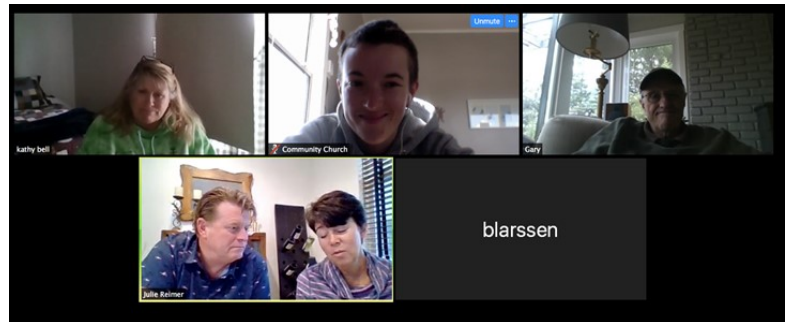 Unmute
kathy bell
Community Church
Gary
Julie Reimer
blarssen